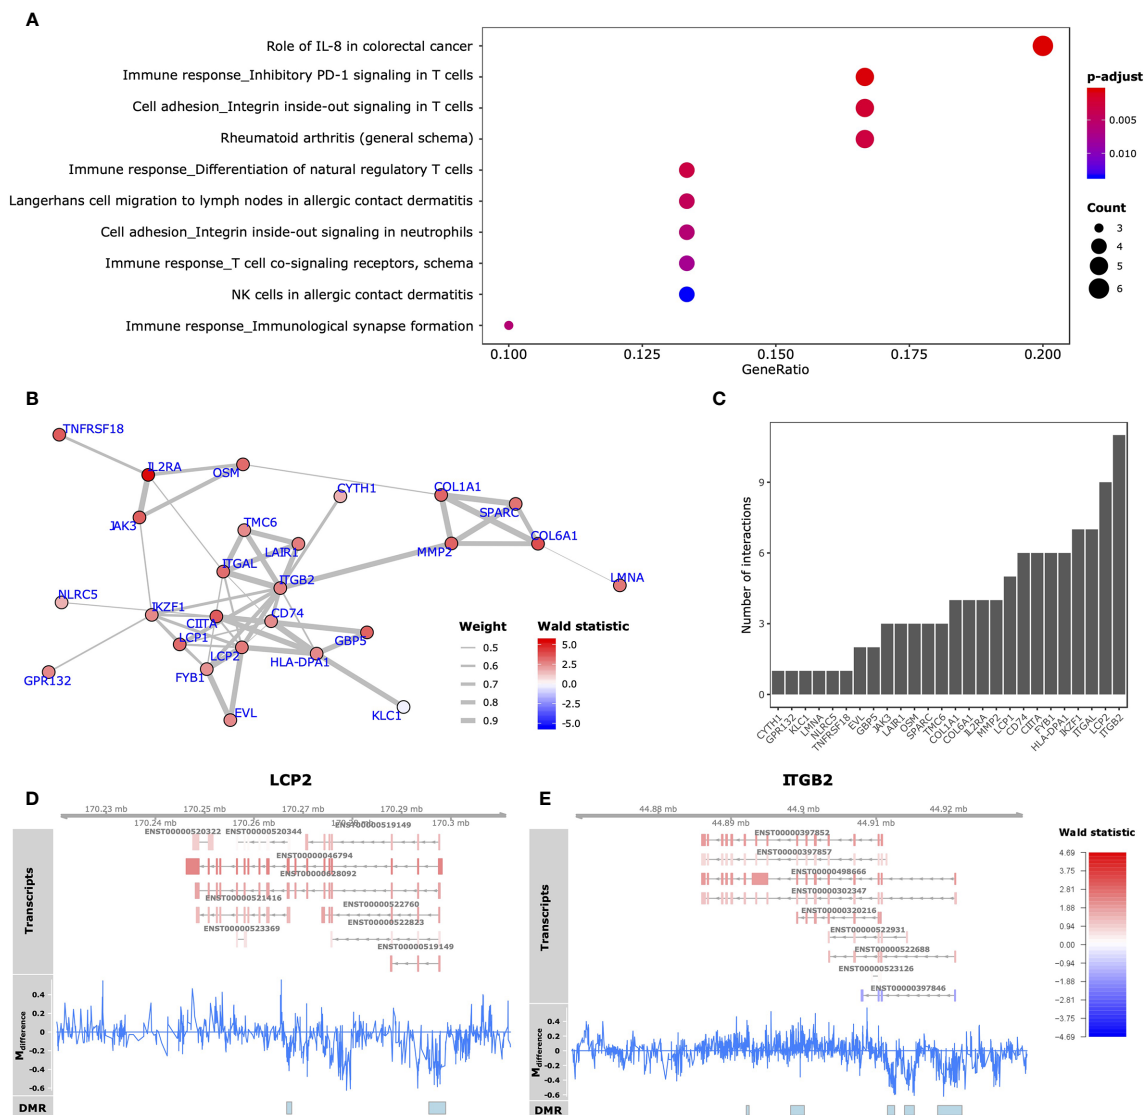 A
Role of IL-8 in colorectal cancer
Immune response_Inhibitory PD-1 signaling in T cells
Cell adhesion_Integrin inside-out signaling in T cells
Rheumatoid arthritis (general schema)
Immune response_Differentiation of natural regulatory T cells
Langerhans cell migration to lymph nodes in allergic contact dermatitis
Cell adhesion_Integrin inside-out signaling in neutrophils
Immune response_T cell co-signaling receptors, schema
NK cells in allergic contact dermatitis
Immune response_Immunological synapse formation
0.100 0.125 0.150 0.175 0.200
GeneRatio
p-adjust
0.005
0.010
Count
3
4
5
6
B
TNFRSF18
IL2RA
OSM
JAK3
CYTH1
COL1A1
SPARC
COL6A1
MMP2
LMNA
TMC6
LAIR1
ITGAL
ITGB2
NLRC5
IKZF1
CIITA
CD74
LCP1
LCP2
GBP5
HLA-DPA1
GPR132
FYB1
EVL
KLC1
Weight
0.5
0.6
0.7
0.8
0.9
Wald statistic
5.0
2.5
0.0
-2.5
-5.0
C
Number of interactions
9
6
3
0
CYTH1
GPR132
KLC1
LMNA
NLRC5
TNFRSF18
EVL
GBP5
JAK3
LAIR1
OSM
SPARC
TMC6
COL1A1
COL6A1
IL2RA
MMP2
LCP1
CD74
CIITA
FYB1
HLA-DPA1
IKZF1
ITGAL
LCP2
ITGB2
D
LCP2
170.23 mb 170.25 mb 170.27 mb 170.29 mb
170.24 mb 170.26 mb 170.28 mb 170.3 mb
Transcripts
ENST00000519149
ENST00000520322 ENST00000520344
ENST00000046794
ENST00000628092
ENST00000521416
ENST00000522760
ENST00000522823
ENST00000523369
ENST00000519149
Mdifference
0.4
0.2
0
-0.2
-0.4
-0.6
DMR
E
ITGB2
44.88 mb 44.9 mb 44.92 mb
44.89 mb 44.91 mb
Transcripts
ENST00000397852
ENST00000397857
ENST00000498666
ENST00000302347
ENST00000320216
ENST00000522931
ENST00000522688
ENST00000523126
ENST00000397846
Mdifference
0.4
0.2
0
-0.2
-0.4
-0.6
DMR
Wald statistic
4.69
3.75
2.81
1.88
0.94
0.00
-0.94
-1.88
-2.81
-3.75
-4.69